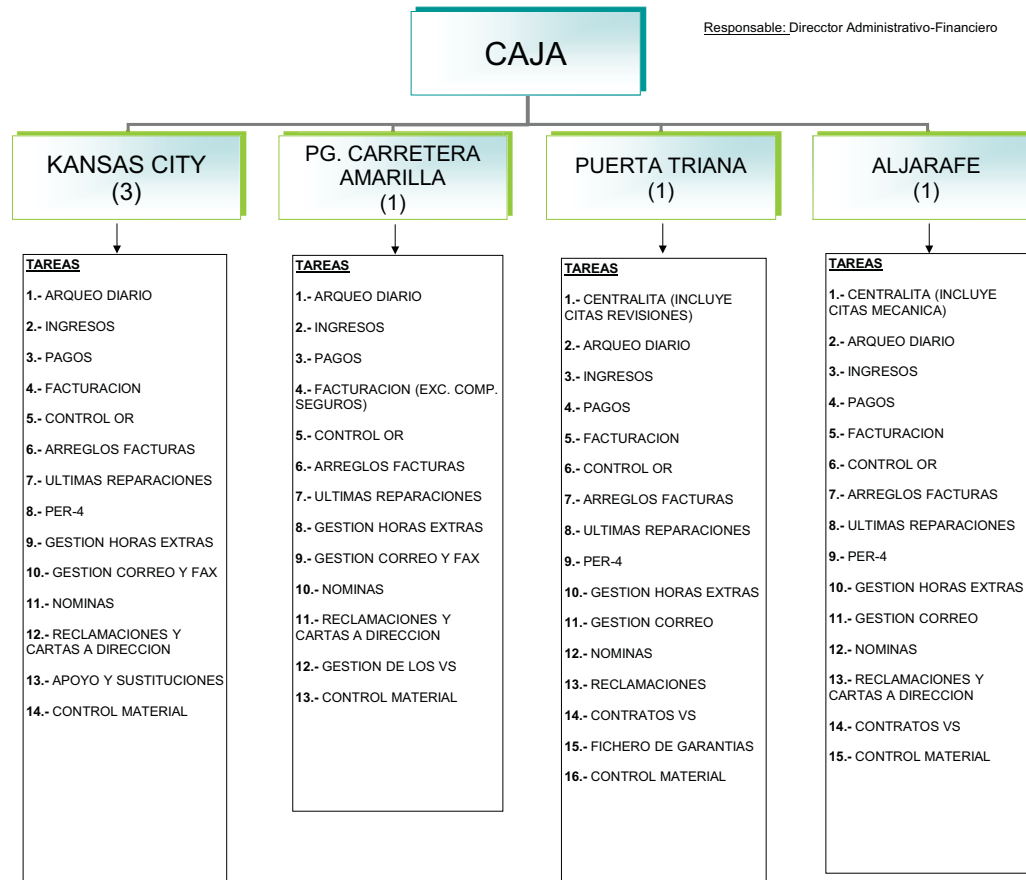 Responsable: Direcctor Administrativo-Financiero
CAJA
KANSAS CITY
(3)
PG. CARRETERA
AMARILLA
(1)
PUERTA TRIANA
(1)
ALJARAFE
(1)
TAREAS
1.- ARQUEO DIARIO
2.- INGRESOS
3.- PAGOS
4.- FACTURACION
5.- CONTROL OR
6.- ARREGLOS FACTURAS
7.- ULTIMAS REPARACIONES
8.- PER-4
9.- GESTION HORAS EXTRAS
10.- GESTION CORREO Y FAX
11.- NOMINAS
12.- RECLAMACIONES Y
CARTAS A DIRECCION
13.- APOYO Y SUSTITUCIONES
14.- CONTROL MATERIAL
TAREAS
1.- ARQUEO DIARIO
2.- INGRESOS
3.- PAGOS
4.- FACTURACION (EXC. COMP.
SEGUROS)
5.- CONTROL OR
6.- ARREGLOS FACTURAS
7.- ULTIMAS REPARACIONES
8.- GESTION HORAS EXTRAS
9.- GESTION CORREO Y FAX
10.- NOMINAS
11.- RECLAMACIONES Y
CARTAS A DIRECCION
12.- GESTION DE LOS VS
13.- CONTROL MATERIAL
TAREAS
1.- CENTRALITA (INCLUYE
CITAS REVISIONES)
2.- ARQUEO DIARIO
3.- INGRESOS
4.- PAGOS
5.- FACTURACION
6.- CONTROL OR
7.- ARREGLOS FACTURAS
8.- ULTIMAS REPARACIONES
9.- PER-4
10.- GESTION HORAS EXTRAS
11.- GESTION CORREO
12.- NOMINAS
13.- RECLAMACIONES
14.- CONTRATOS VS
15.- FICHERO DE GARANTIAS
16.- CONTROL MATERIAL
TAREAS
1.- CENTRALITA (INCLUYE
CITAS MECANICA)
2.- ARQUEO DIARIO
3.- INGRESOS
4.- PAGOS
5.- FACTURACION
6.- CONTROL OR
7.- ARREGLOS FACTURAS
8.- ULTIMAS REPARACIONES
9.- PER-4
10.- GESTION HORAS EXTRAS
11.- GESTION CORREO
12.- NOMINAS
13.- RECLAMACIONES Y
CARTAS A DIRECCION
14.- CONTRATOS VS
15.- CONTROL MATERIAL